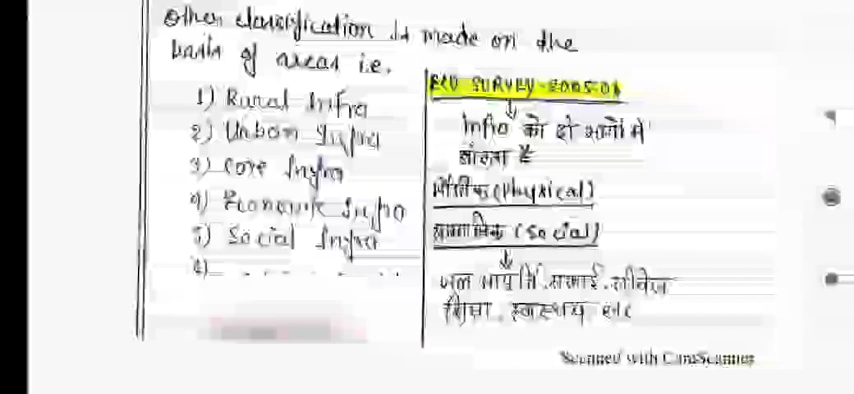 Other classification is made on the
basis of areas i.e.
1) Rural Infra
2) Urban Infra
3) Core Infra
4) Economic Infra
5) Social Infra
6)
ECO SURVEY-2005-06
Infra को दो भागों में
बांटता है
भौतिक (Physical)
सामाजिक (Social)
जल आपूर्ति, सफाई, सीवेज
शिक्षा, स्वास्थ्य etc
Scanned with CamScanner